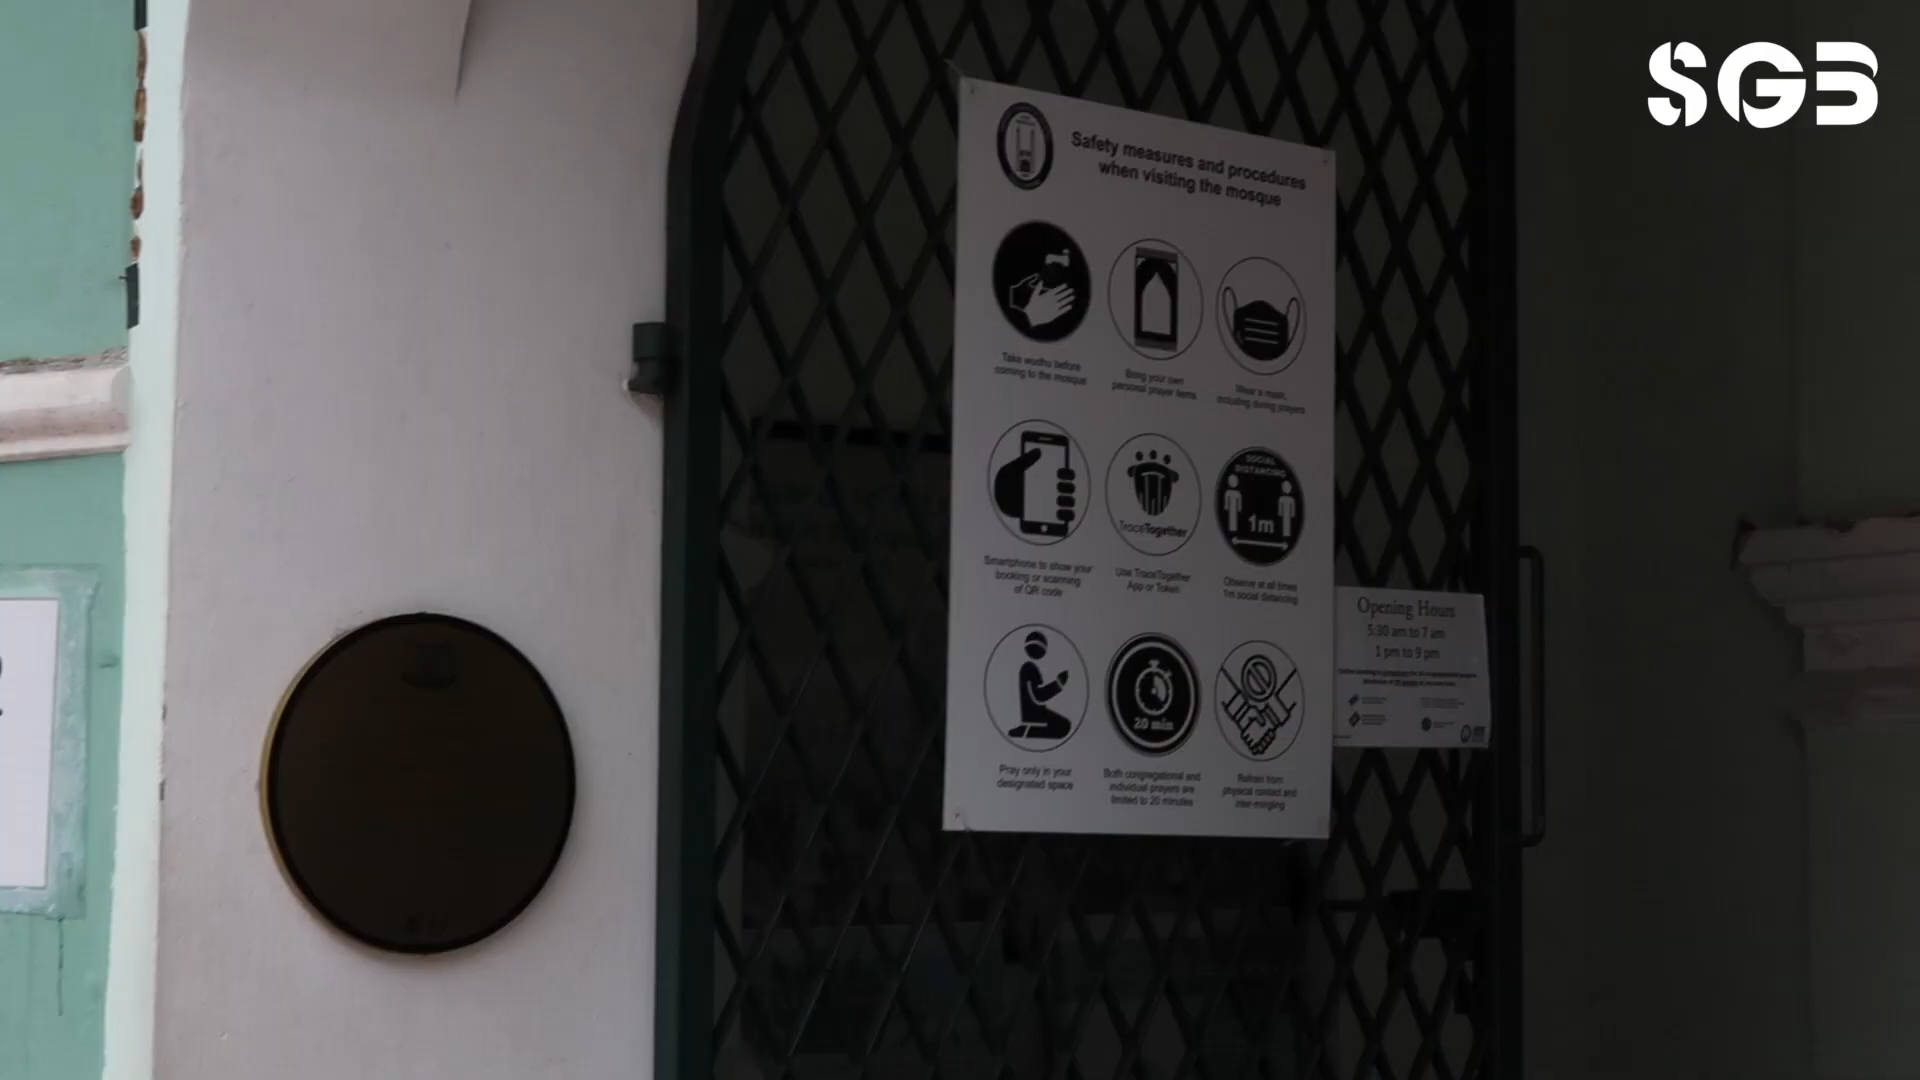 SGB
Safety measures and procedures
when visiting the mosque
Take wudhu before
coming to the mosque
Bring your own
personal prayer items
Wear a mask,
including during prayers
Smartphone to show your
booking or scanning
of QR code
TraceTogether
Use TraceTogether
App or Token
SOCIAL
DISTANCING
1m
Observe at all times
1m social distancing
Pray only in your
designated space
20 min
Both congregational and
individual prayers are
limited to 20 minutes
Refrain from
physical contact and
inter-mingling
Opening Hours
5:30 am to 7 am
1 pm to 9 pm